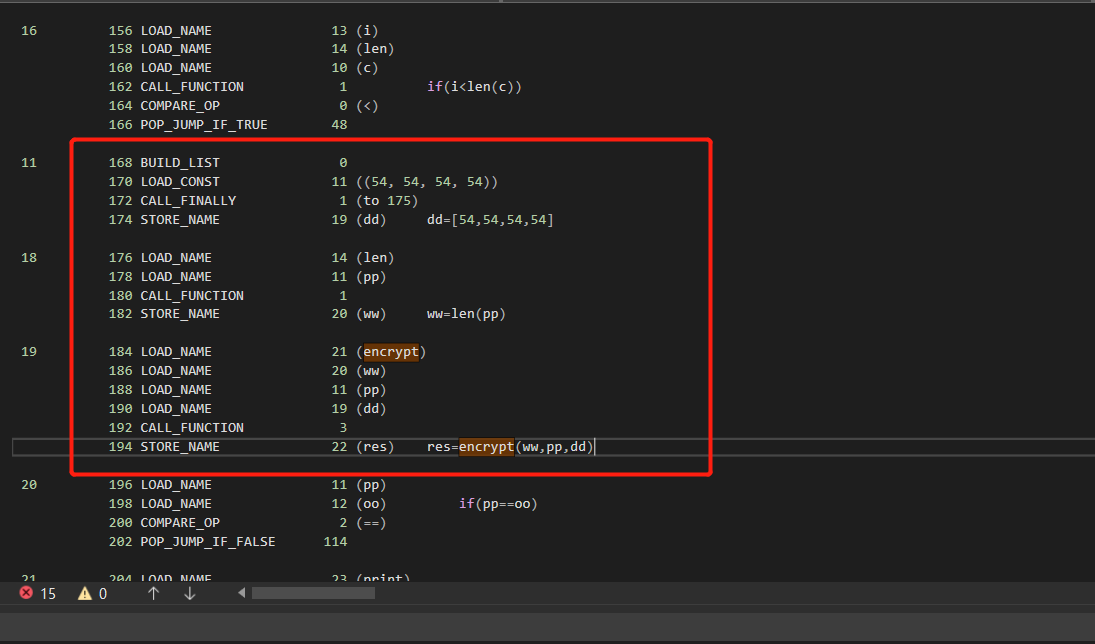 16 156 LOAD_NAME 13 (i)
158 LOAD_NAME 14 (len)
160 LOAD_NAME 10 (c)
162 CALL_FUNCTION 1 if(i<len(c))
164 COMPARE_OP 0 (<)
166 POP_JUMP_IF_TRUE 48
11 168 BUILD_LIST 0
170 LOAD_CONST 11 ((54, 54, 54, 54))
172 CALL_FINALLY 1 (to 175)
174 STORE_NAME 19 (dd) dd=[54,54,54,54]
18 176 LOAD_NAME 14 (len)
178 LOAD_NAME 11 (pp)
180 CALL_FUNCTION 1
182 STORE_NAME 20 (ww) ww=len(pp)
19 184 LOAD_NAME 21 (encrypt)
186 LOAD_NAME 20 (ww)
188 LOAD_NAME 11 (pp)
190 LOAD_NAME 19 (dd)
192 CALL_FUNCTION 3
194 STORE_NAME 22 (res) res=encrypt(ww,pp,dd)
20 196 LOAD_NAME 11 (pp)
198 LOAD_NAME 12 (oo) if(pp==oo)
200 COMPARE_OP 2 (==)
202 POP_JUMP_IF_FALSE 114
21 204 LOAD_NAME 23 (print)
15 0